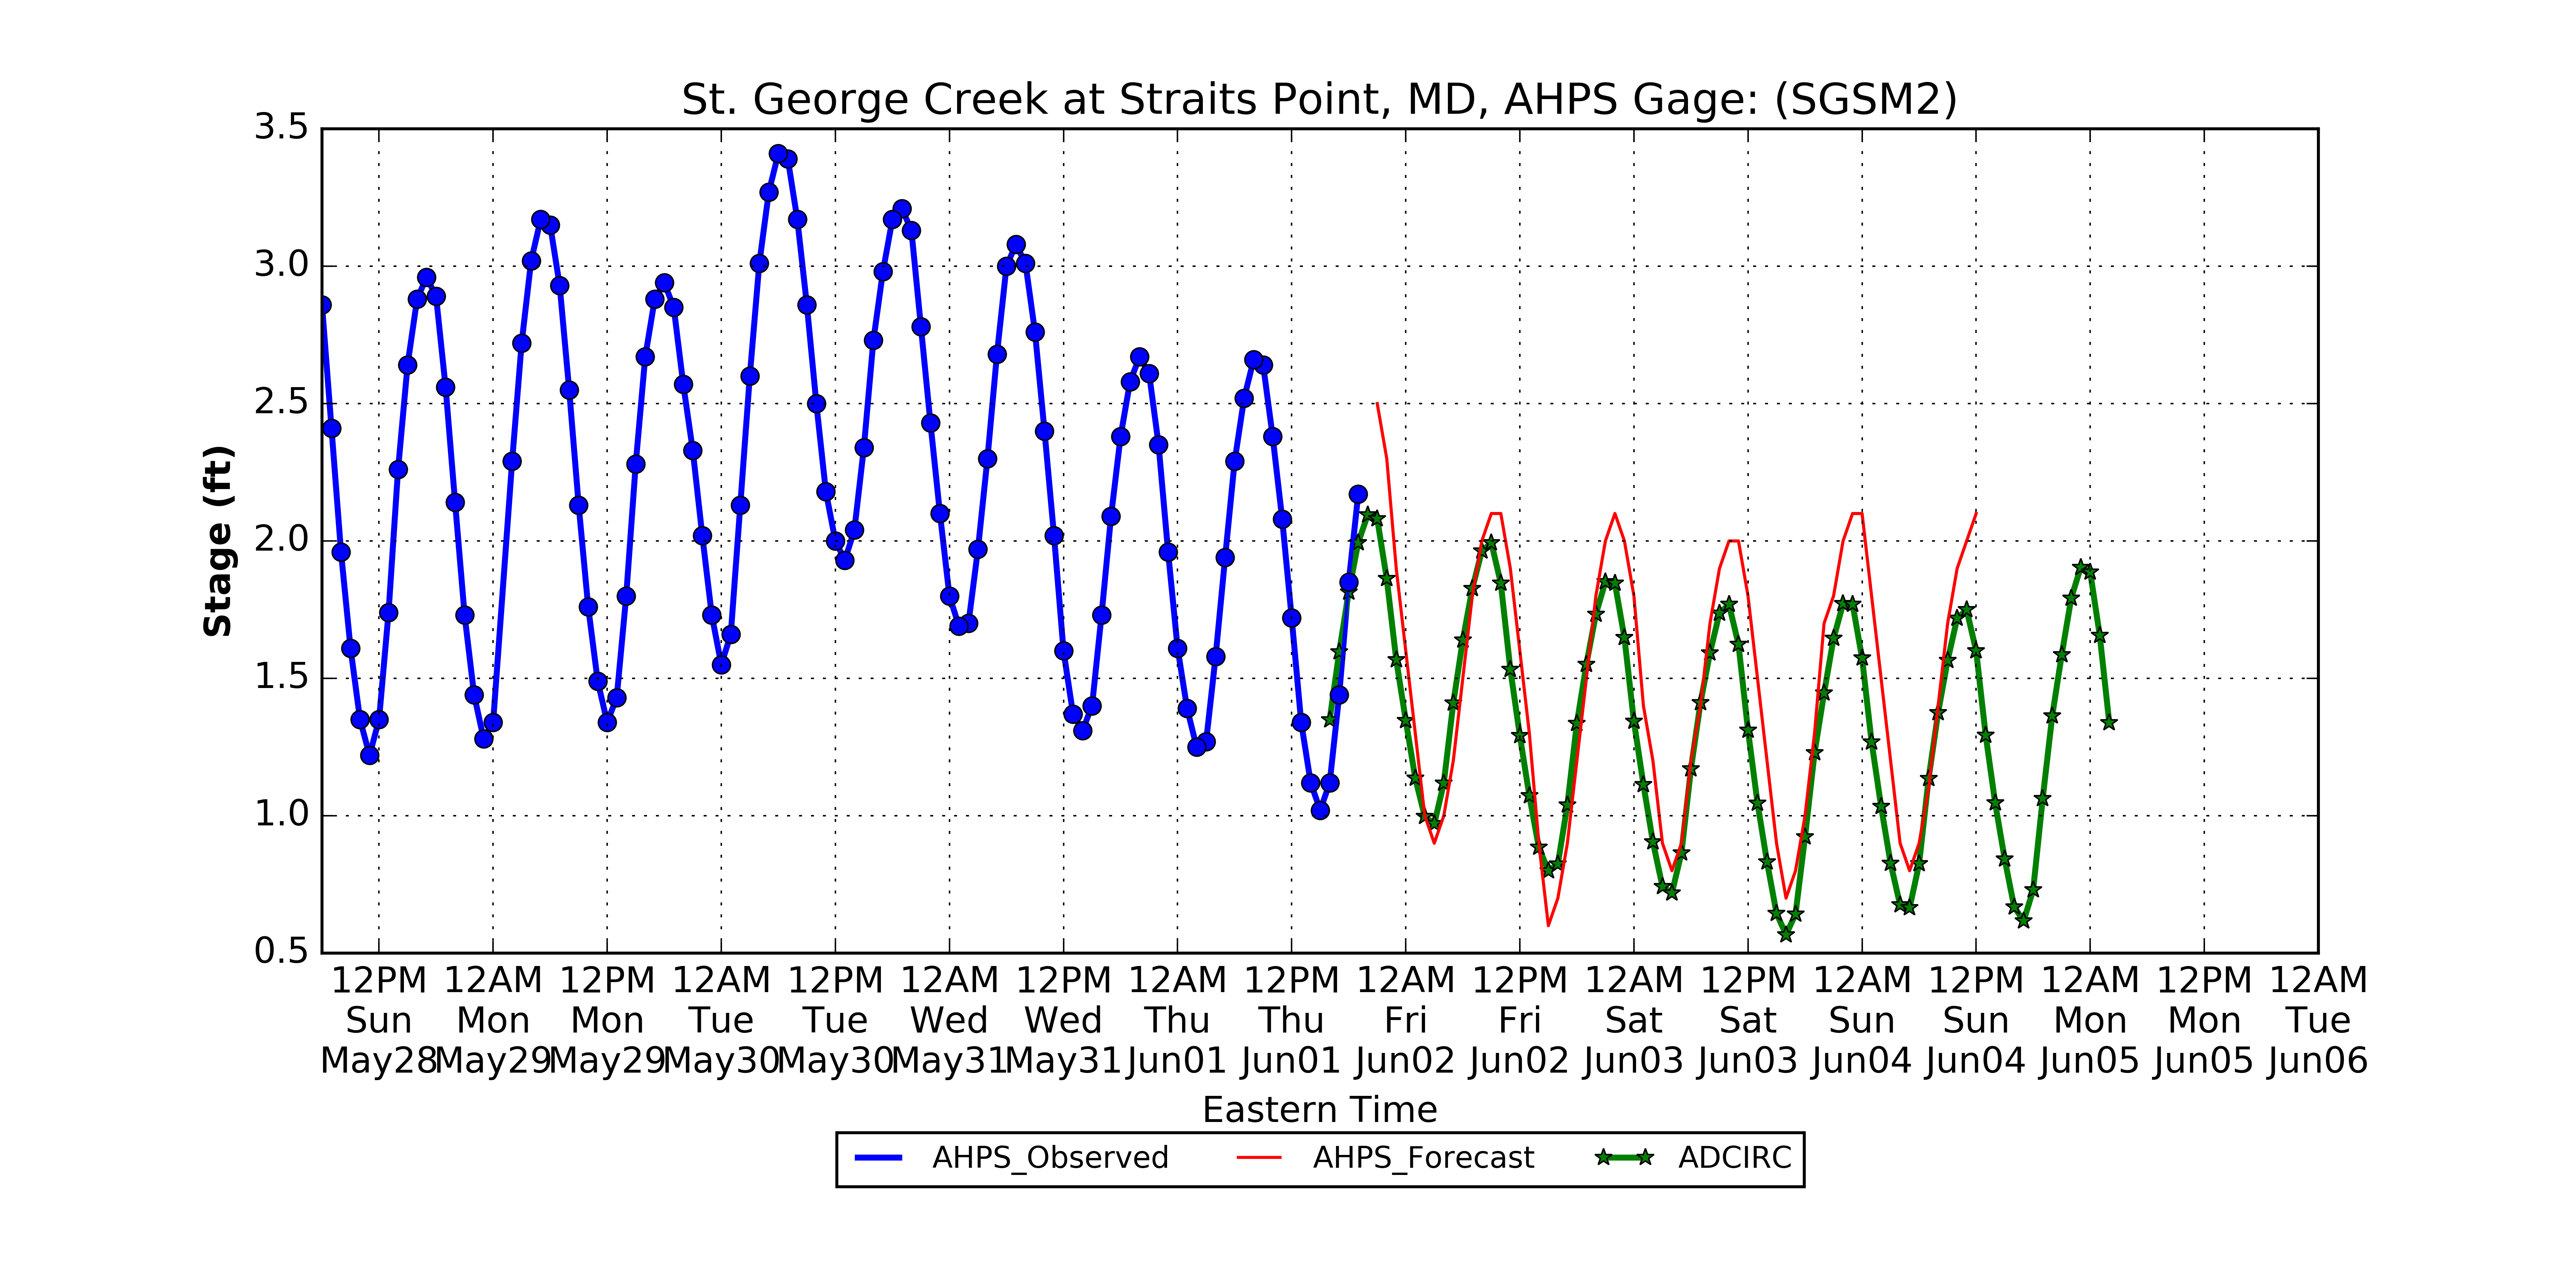 St. George Creek at Straits Point, MD, AHPS Gage: (SGSM2)
3.5
3.0
2.5
2.0
1.5
1.0
0.5
Stage (ft)
12PM 12AM 12PM 12AM 12PM 12AM 12PM 12AM 12PM 12AM 12PM 12AM 12PM 12AM 12PM 12AM 12PM 12AM
Sun Mon Mon Tue Tue Wed Wed Thu Thu Fri Fri Sat Sat Sun Sun Mon Mon Tue
May28 May29 May29 May30 May30 May31 May31 Jun01 Jun01 Jun02 Jun02 Jun03 Jun03 Jun04 Jun04 Jun05 Jun05 Jun06
Eastern Time
AHPS_Observed AHPS_Forecast ADCIRC